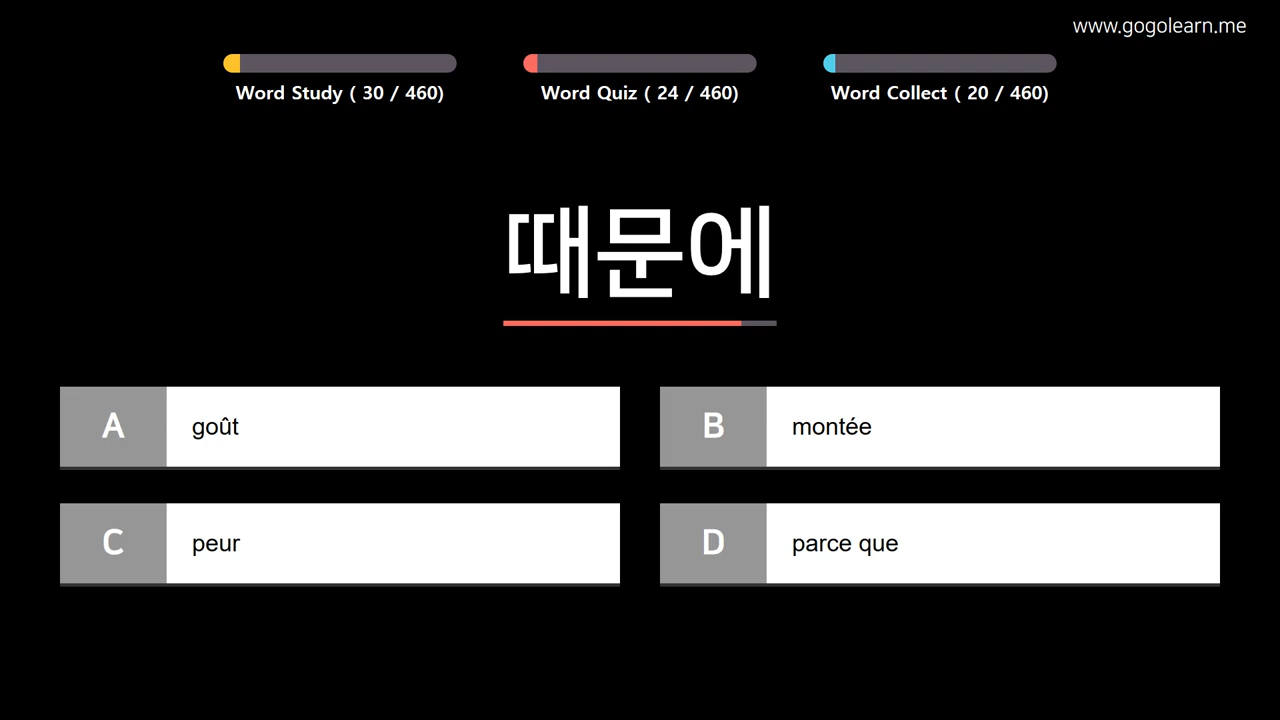 www.gogolearn.me
Word Study ( 30 / 460)
Word Quiz ( 24 / 460)
Word Collect ( 20 / 460)
때문에
A goût
B montée
C peur
D parce que